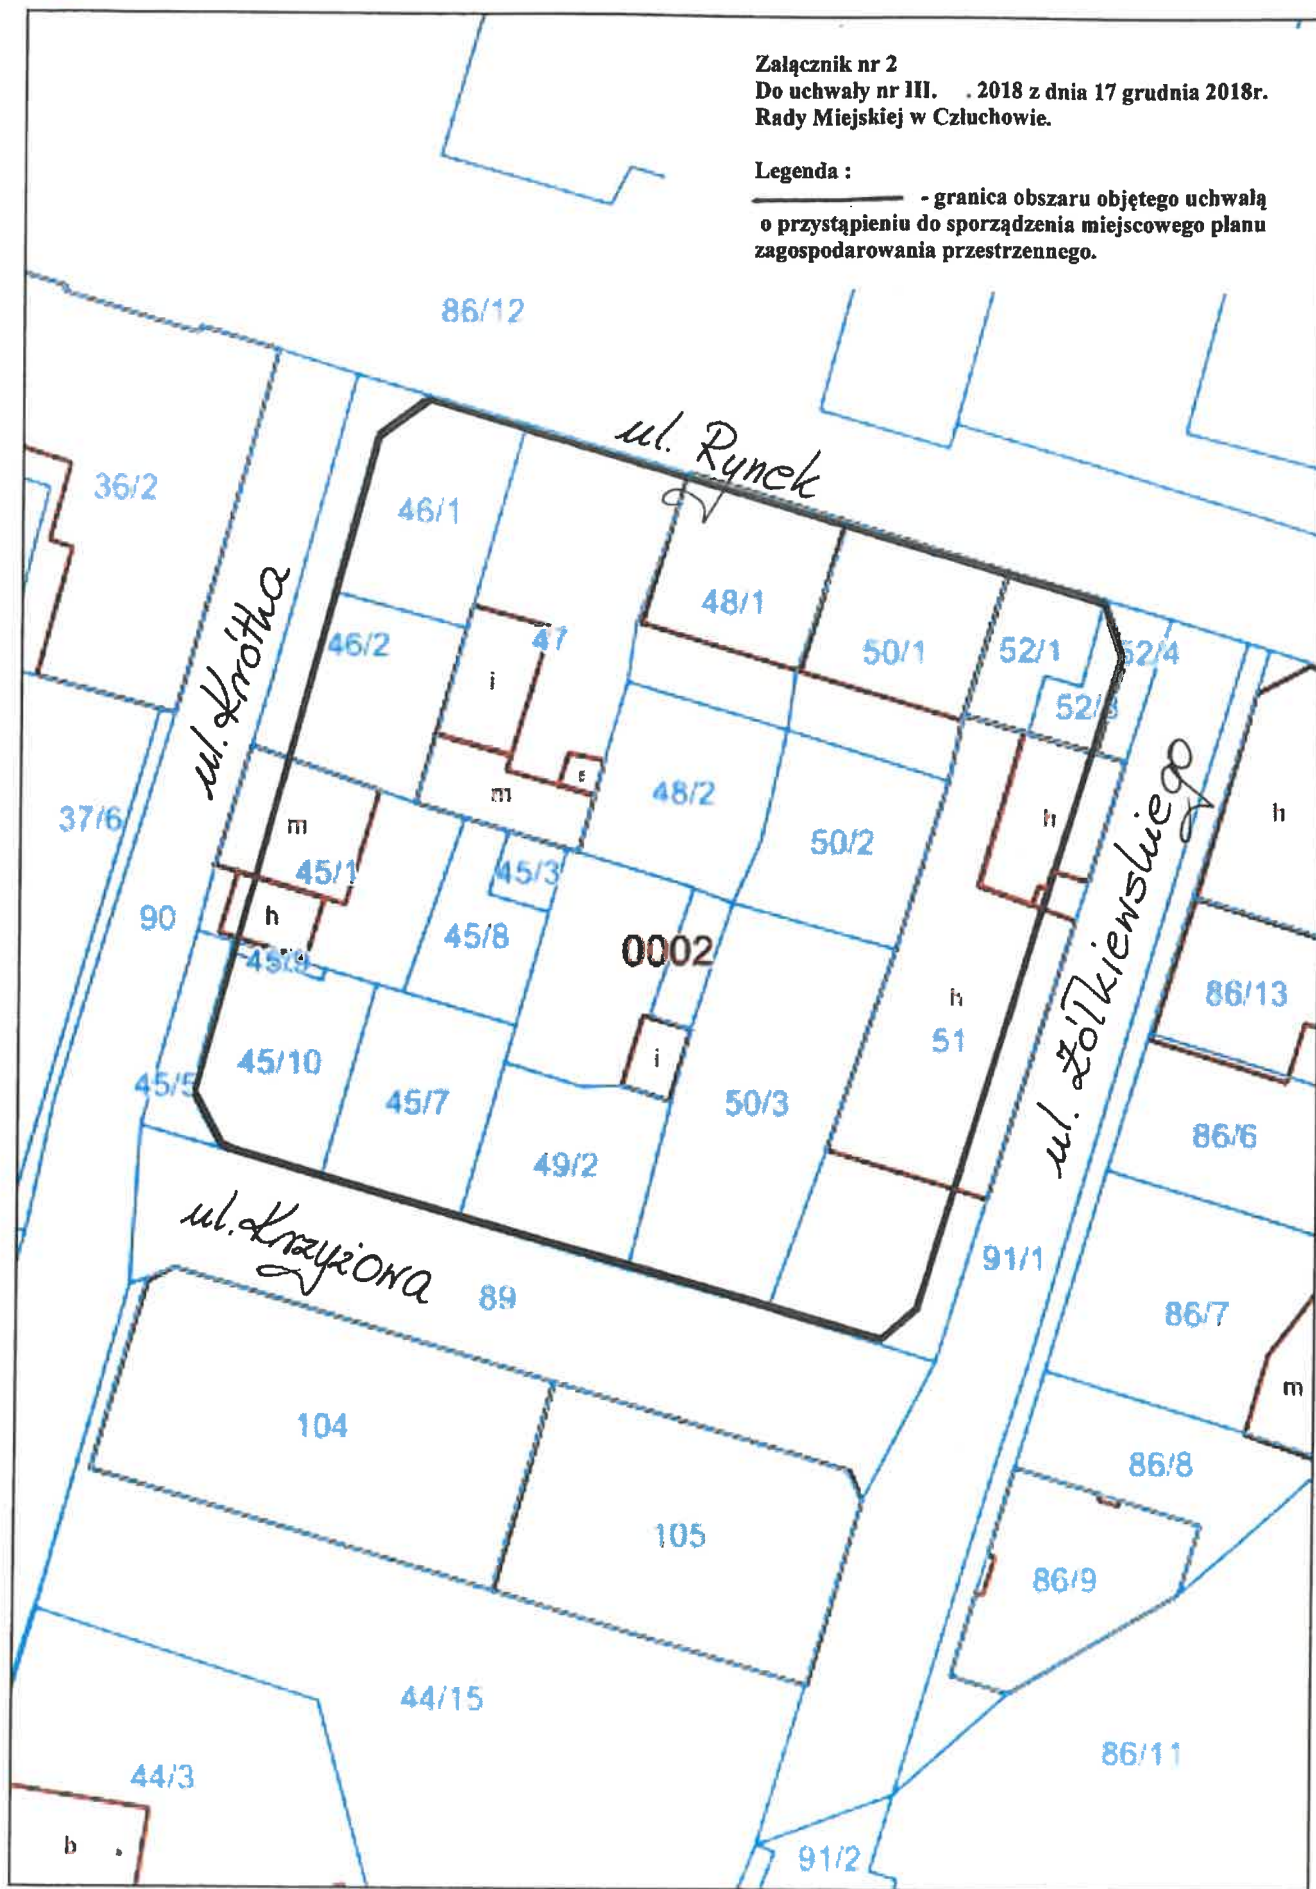 Załącznik nr 2
Do uchwały nr III. . 2018 z dnia 17 grudnia 2018r.
Rady Miejskiej w Człuchowie.
Legenda :
- granica obszaru objętego uchwałą
o przystąpieniu do sporządzenia miejscowego planu
zagospodarowania przestrzennego.
86/12
ul. Rynek
36/2
46/1
48/1
ul. Krótka
46/2
47
50/1
52/1
52/4
52/3
i
m
48/2
h
h
37/6
m
45/1
45/3
50/2
ul. Żółkiewskiego
90
h
45/8
0002
45/9
h
86/13
51
45/10
i
45/5
45/7
50/3
86/6
49/2
ul. Krzyżowa
91/1
89
86/7
m
104
86/8
105
86/9
44/15
86/11
44/3
b
91/2